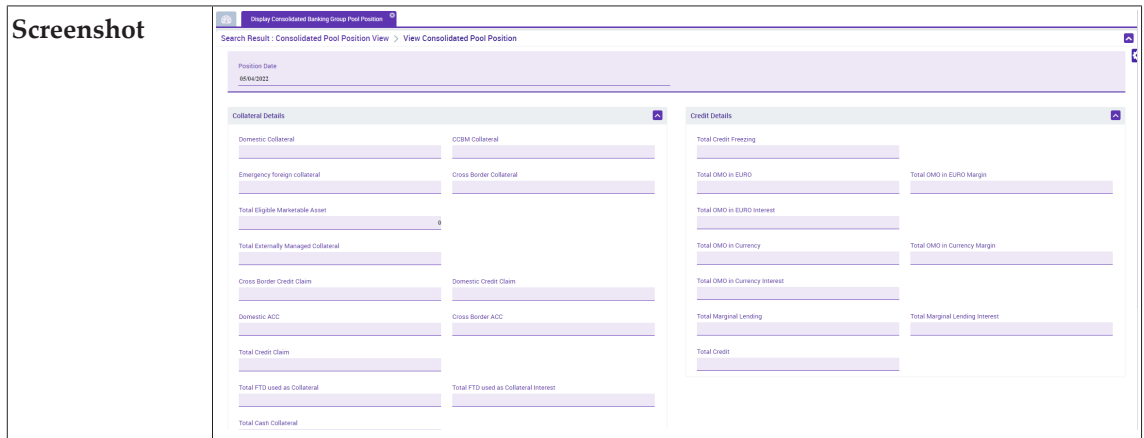 Screenshot
Display Consolidated Banking Group Pool Position
Search Result : Consolidated Pool Position View > View Consolidated Pool Position
Position Date
05/04/2022
Collateral Details
Domestic Collateral CCBM Collateral
Emergency foreign collateral Cross Border Collateral
Total Eligible Marketable Asset
0
Total Externally Managed Collateral
Cross Border Credit Claim Domestic Credit Claim
Domestic ACC Cross Border ACC
Total Credit Claim
Total FTD used as Collateral Total FTD used as Collateral Interest
Total Cash Collateral
Credit Details
Total Credit Freezing
Total OMO in EURO Total OMO in EURO Margin
Total OMO in EURO Interest
Total OMO in Currency Total OMO in Currency Margin
Total OMO in Currency Interest
Total Marginal Lending Total Marginal Lending Interest
Total Credit